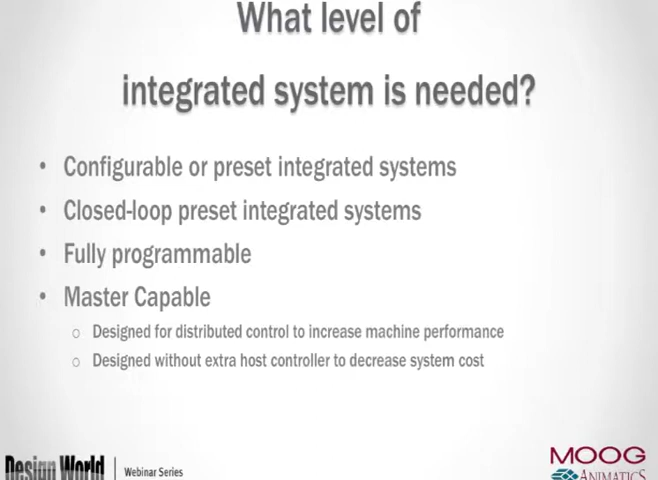 What level of
integrated system is needed?
• Configurable or preset integrated systems
• Closed-loop preset integrated systems
• Fully programmable
• Master Capable
○ Designed for distributed control to increase machine performance
○ Designed without extra host controller to decrease system cost
Design World
Webinar Series
MOOG
ANIMATICS